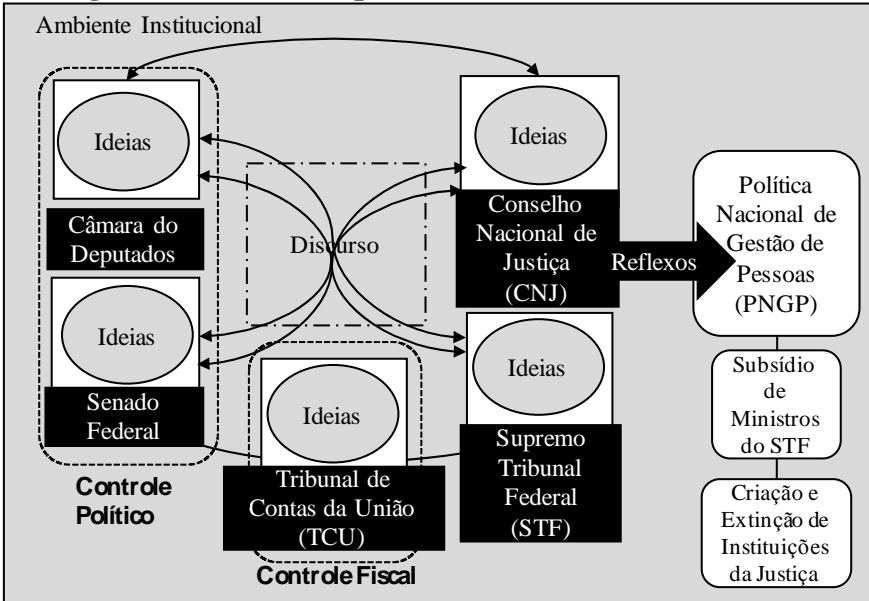 Ambiente Institucional
Ideias
Câmara do
Deputados
Ideias
Senado
Federal
Controle
Político
Discurso
Ideias
Tribunal de
Contas da União
(TCU)
Controle Fiscal
Ideias
Conselho
Nacional de
Justiça
(CNJ)
Ideias
Supremo
Tribunal
Federal
(STF)
Reflexos
Política
Nacional de
Gestão de
Pessoas
(PNGP)
Subsídio
de
Ministros
do STF
Criação e
Extinção de
Instituições
da Justiça